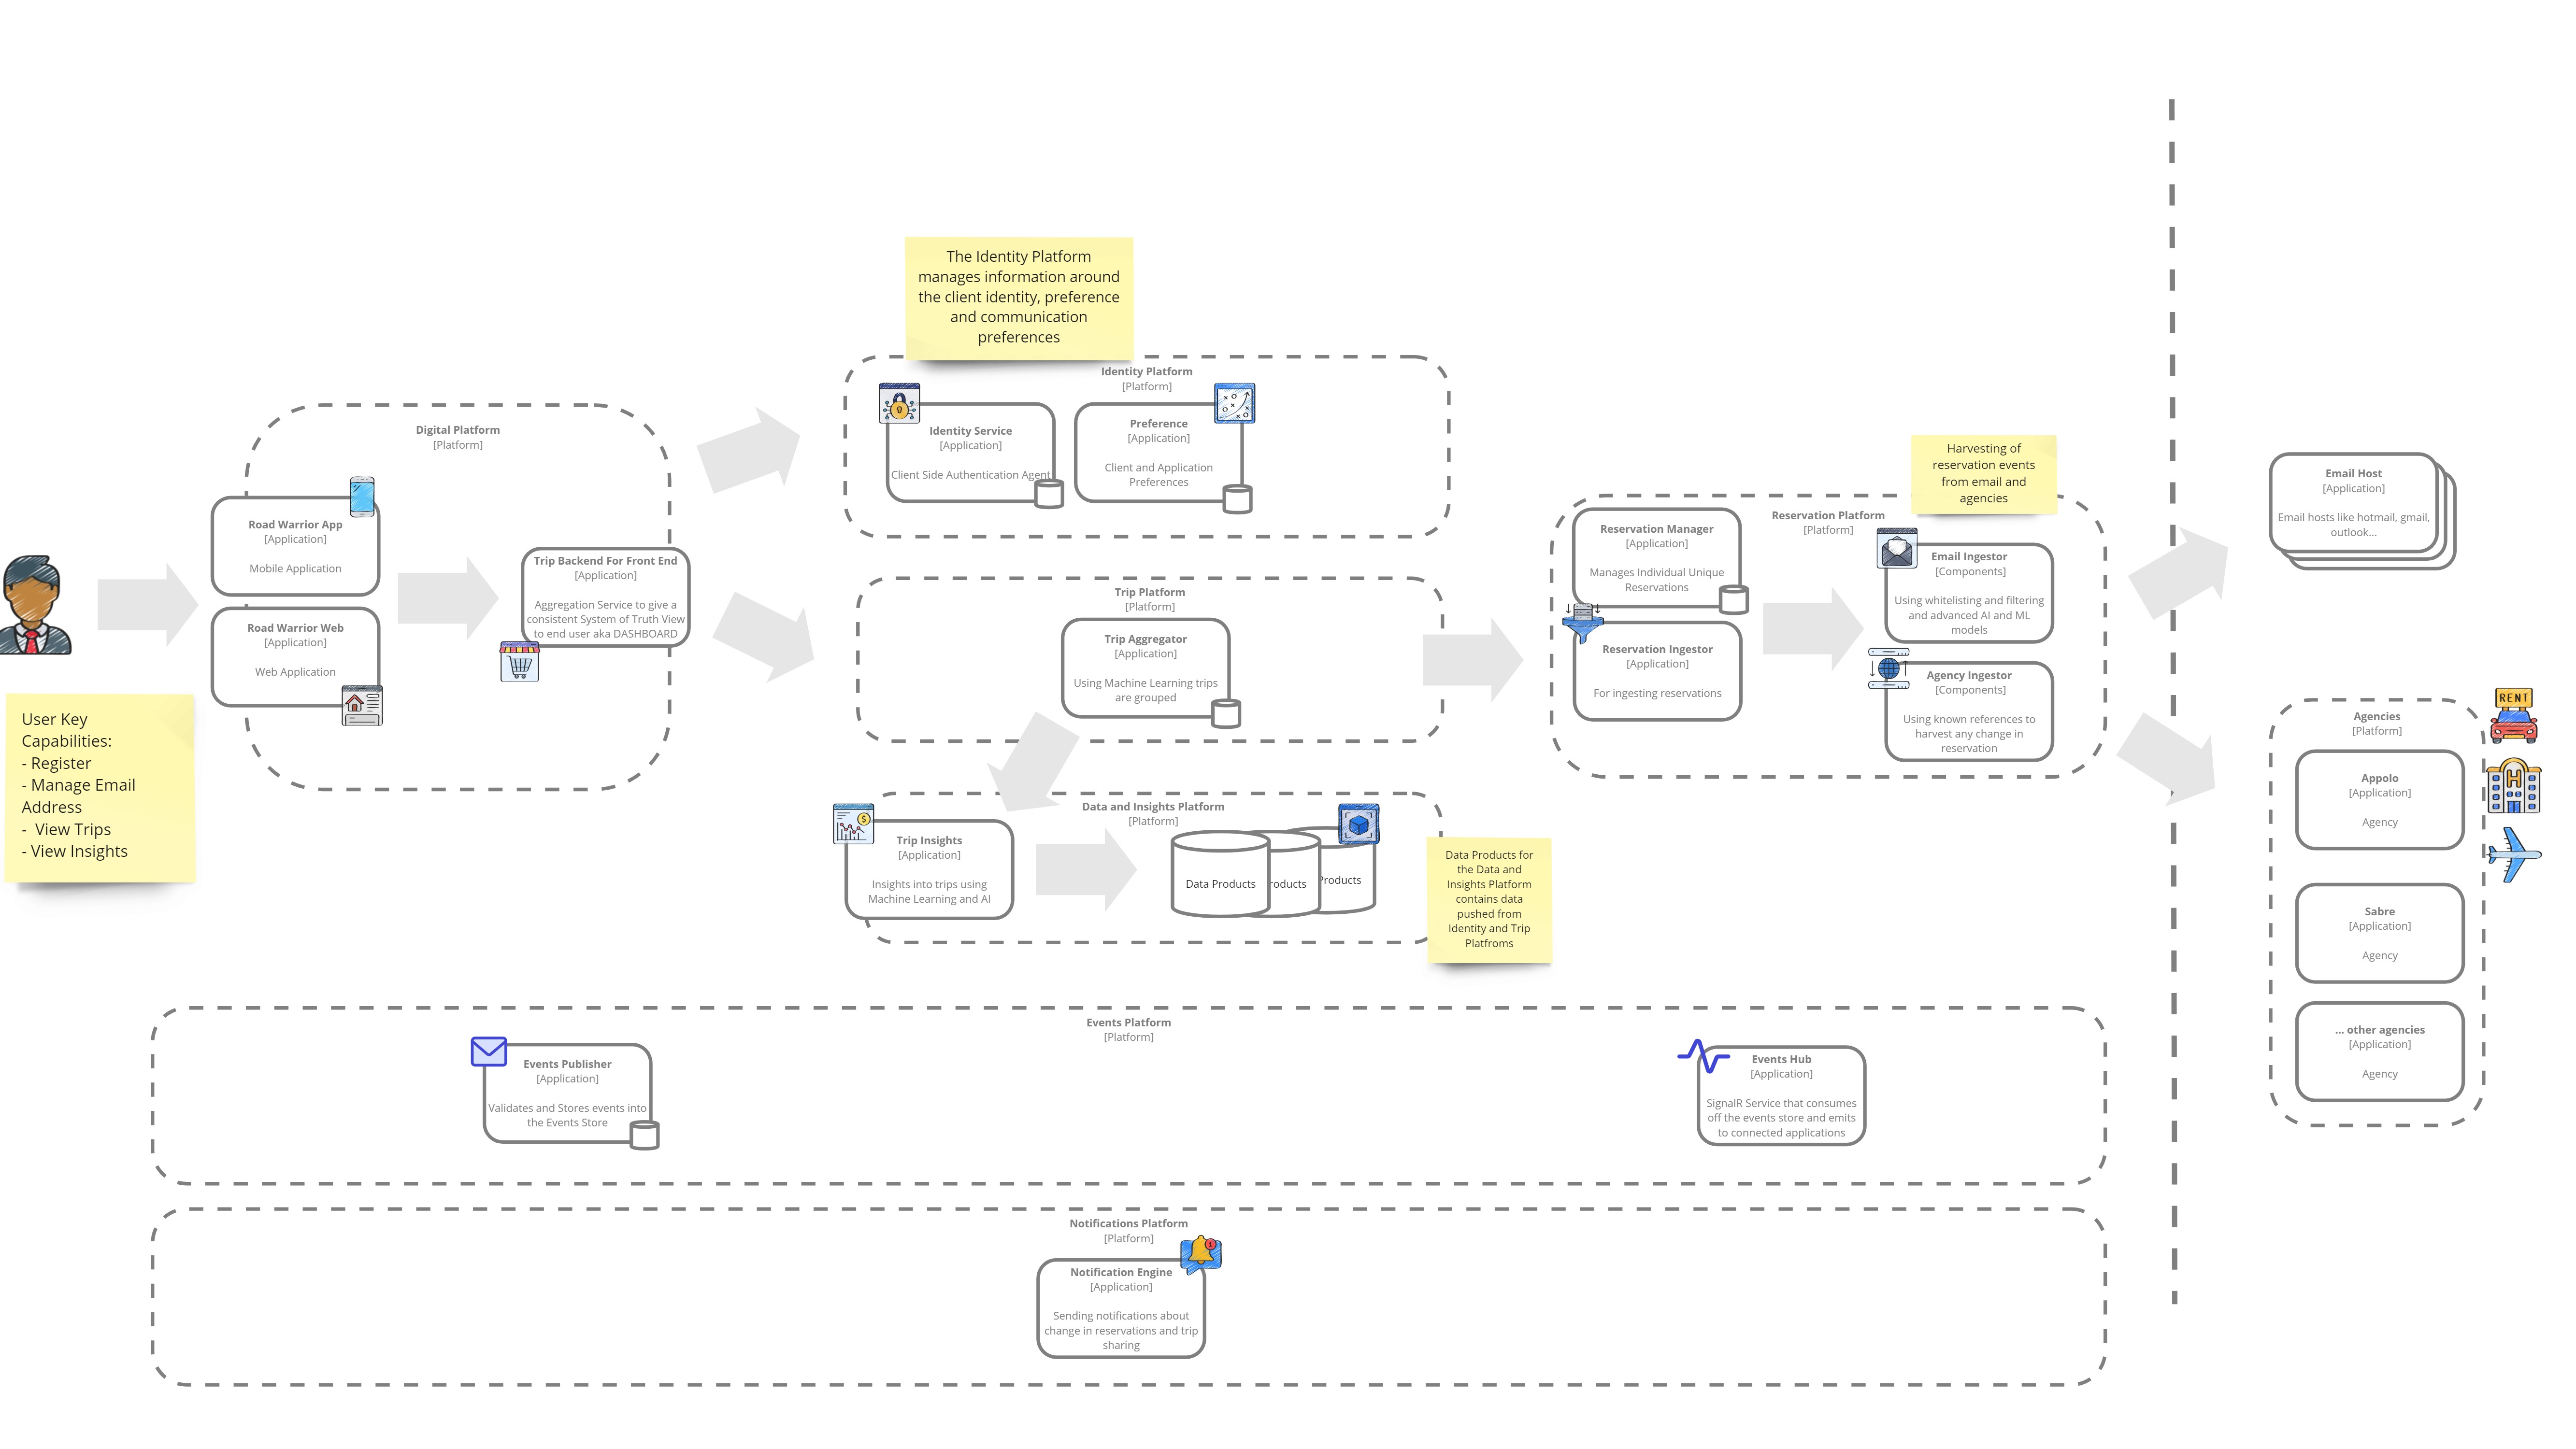 The Identity Platform
manages information around
the client identity, preference
and communication
preferences
Identity Platform
[Platform]
Identity Service
[Application]
Client Side Authentication Agent
Preference
[Application]
Client and Application
Preferences
Digital Platform
[Platform]
Road Warrior App
[Application]
Mobile Application
Road Warrior Web
[Application]
Web Application
Trip Backend For Front End
[Application]
Aggregation Service to give a
consistent System of Truth View
to end user aka DASHBOARD
User Key
Capabilities:
- Register
- Manage Email
Address
- View Trips
- View Insights
Trip Platform
[Platform]
Trip Aggregator
[Application]
Using Machine Learning trips
are grouped
Data and Insights Platform
[Platform]
Trip Insights
[Application]
Insights into trips using
Machine Learning and AI
Data Products
roducts
Products
Data Products for
the Data and
Insights Platform
contains data
pushed from
Identity and Trip
Platfroms
Harvesting of
reservation events
from email and
agencies
Reservation Platform
[Platform]
Reservation Manager
[Application]
Manages Individual Unique
Reservations
Reservation Ingestor
[Application]
For ingesting reservations
Email Ingestor
[Components]
Using whitelisting and filtering
and advanced AI and ML
models
Agency Ingestor
[Components]
Using known references to
harvest any change in
reservation
Email Host
[Application]
Email hosts like hotmail, gmail,
outlook...
Agencies
[Platform]
RENT
H
Appolo
[Application]
Agency
Sabre
[Application]
Agency
... other agencies
[Application]
Agency
Events Platform
[Platform]
Events Publisher
[Application]
Validates and Stores events into
the Events Store
Events Hub
[Application]
SignalR Service that consumes
off the events store and emits
to connected applications
Notifications Platform
[Platform]
Notification Engine
[Application]
Sending notifications about
change in reservations and trip
sharing